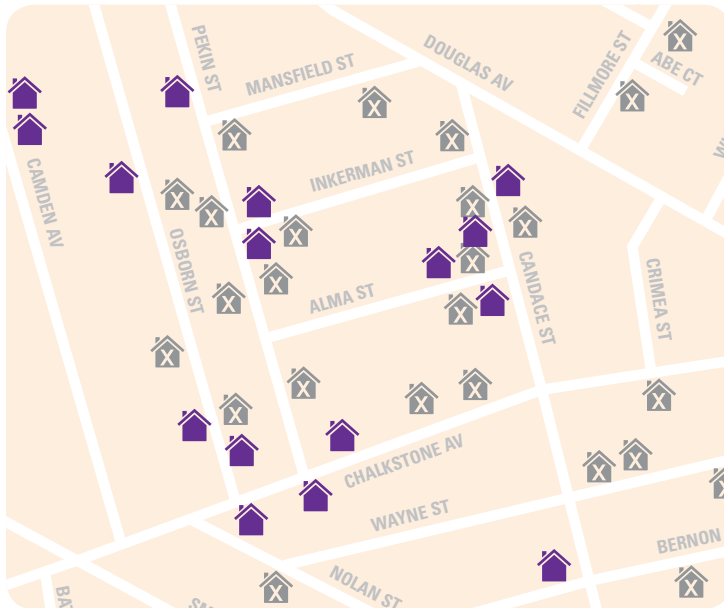 PEKIN ST
MANSFIELD ST
DOUGLAS AV
FILLMORE ST
ABE CT
X
X
X
X
X
INKERMAN ST
CAMDEN AV
X
X
X
X
X
OSBORN ST
X
X
X
ALMA ST
X
CANDACE ST
CRIMEA ST
X
X
X
X
X
X
CHALKSTONE AV
X
X
WAYNE ST
BERNON
NOLAN ST
X
X